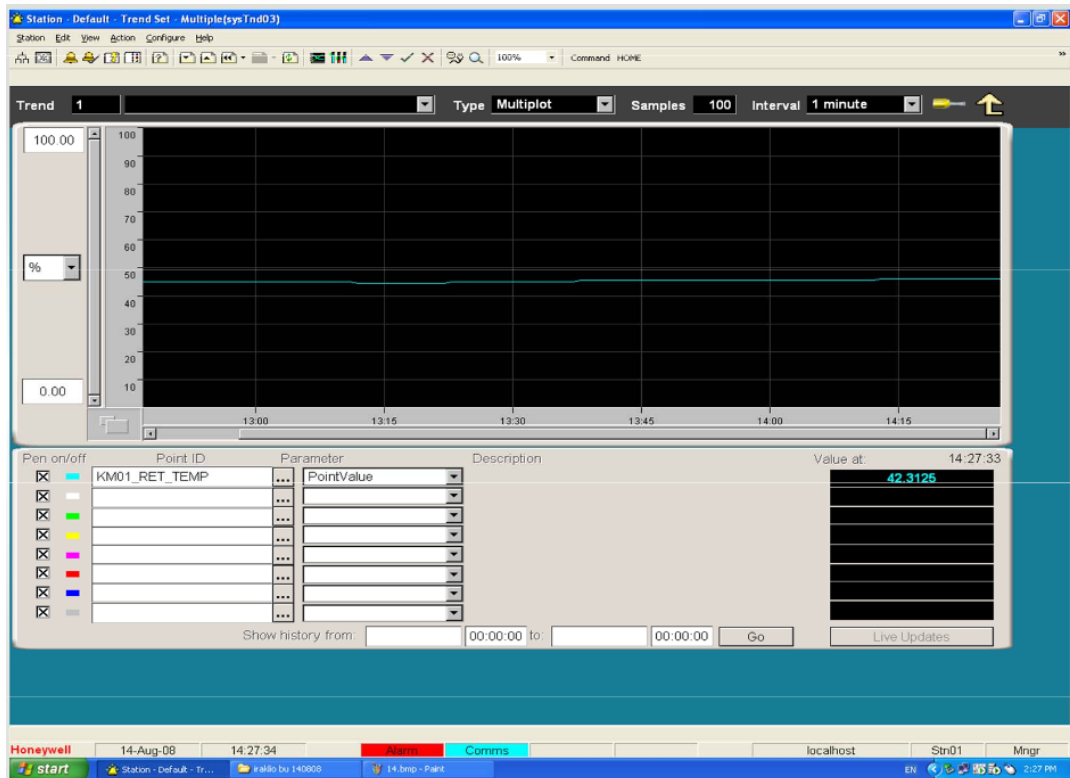 Station - Default - Trend Set - Multiple(sysTnd03)
Station Edit View Action Configure Help
100% Command HOME
Trend 1 Type Multiplot Samples 100 Interval 1 minute
100.00
%
0.00
100
90
80
70
60
50
40
30
20
10
13:00 13:15 13:30 13:45 14:00 14:15
Pen on/off Point ID Parameter Description Value at: 14:27:33
KM01_RET_TEMP ... PointValue 42.3125
...
...
...
...
...
...
...
Show history from: 00:00:00 to: 00:00:00 Go Live Updates
Honeywell 14-Aug-08 14:27:34 Alarm Comms localhost Stn01 Mngr
start Station - Default - Tr... iraklio bu 140808 14.bmp - Paint EN 2:27 PM